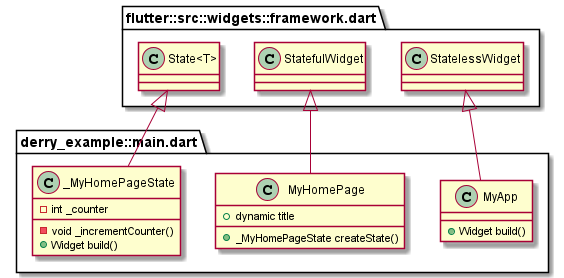 flutter::src::widgets::framework.dart
C State<T>
C StatefulWidget
C StatelessWidget
derry_example::main.dart
C _MyHomePageState
int _counter
void _incrementCounter()
Widget build()
C MyHomePage
dynamic title
_MyHomePageState createState()
C MyApp
Widget build()